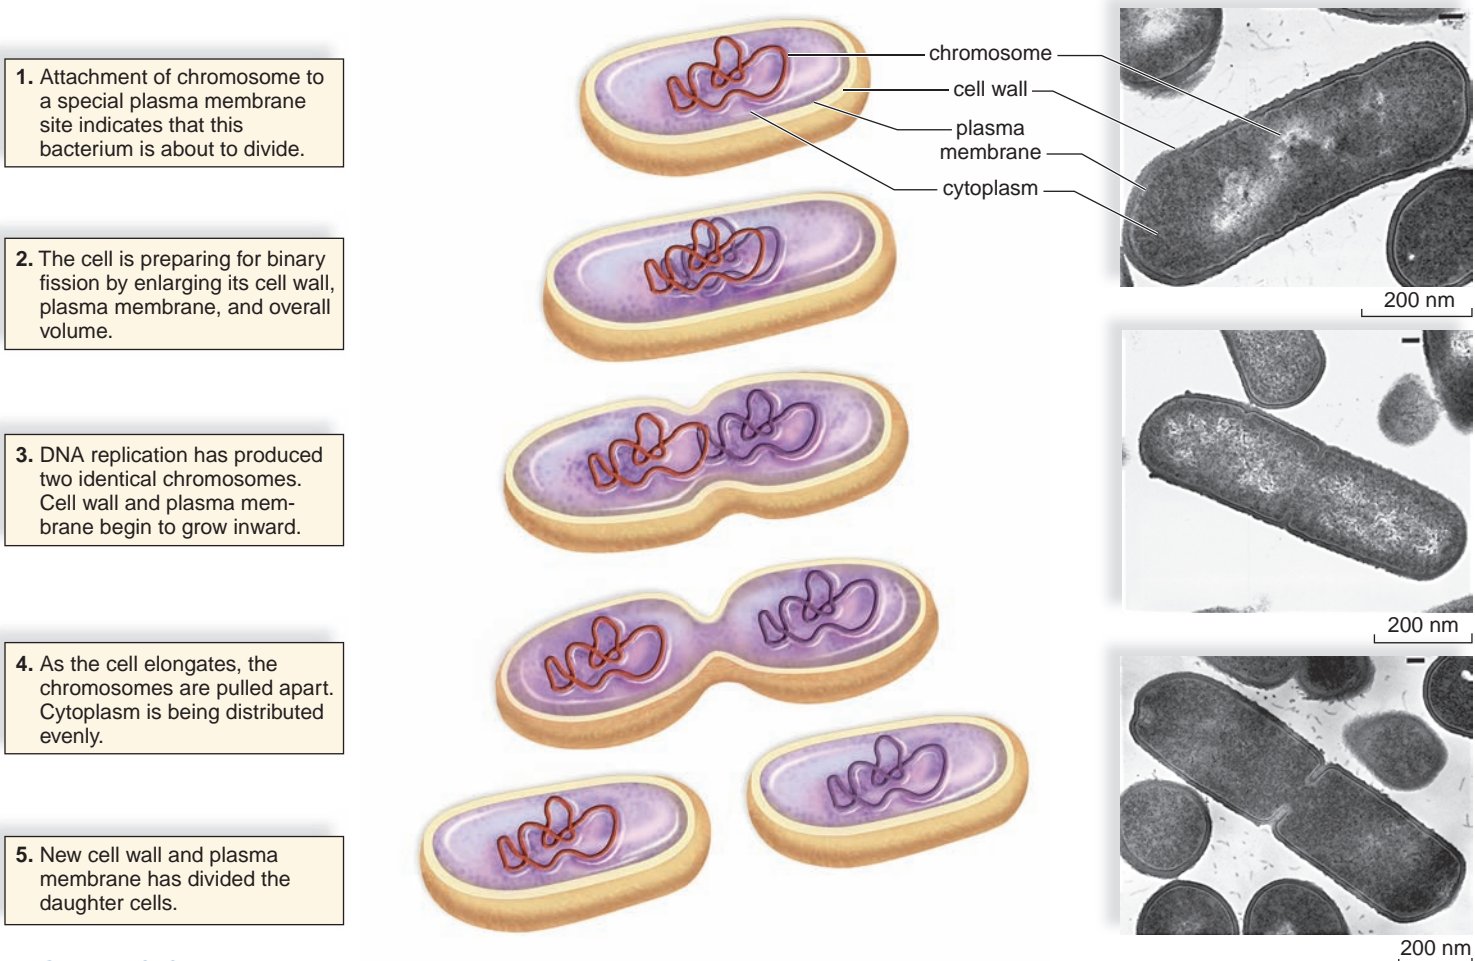 1. Attachment of chromosome to
a special plasma membrane
site indicates that this
bacterium is about to divide.
2. The cell is preparing for binary
fission by enlarging its cell wall,
plasma membrane, and overall
volume.
3. DNA replication has produced
two identical chromosomes.
Cell wall and plasma mem-
brane begin to grow inward.
4. As the cell elongates, the
chromosomes are pulled apart.
Cytoplasm is being distributed
evenly.
5. New cell wall and plasma
membrane has divided the
daughter cells.
chromosome
cell wall
plasma
membrane
cytoplasm
200 nm
200 nm
200 nm